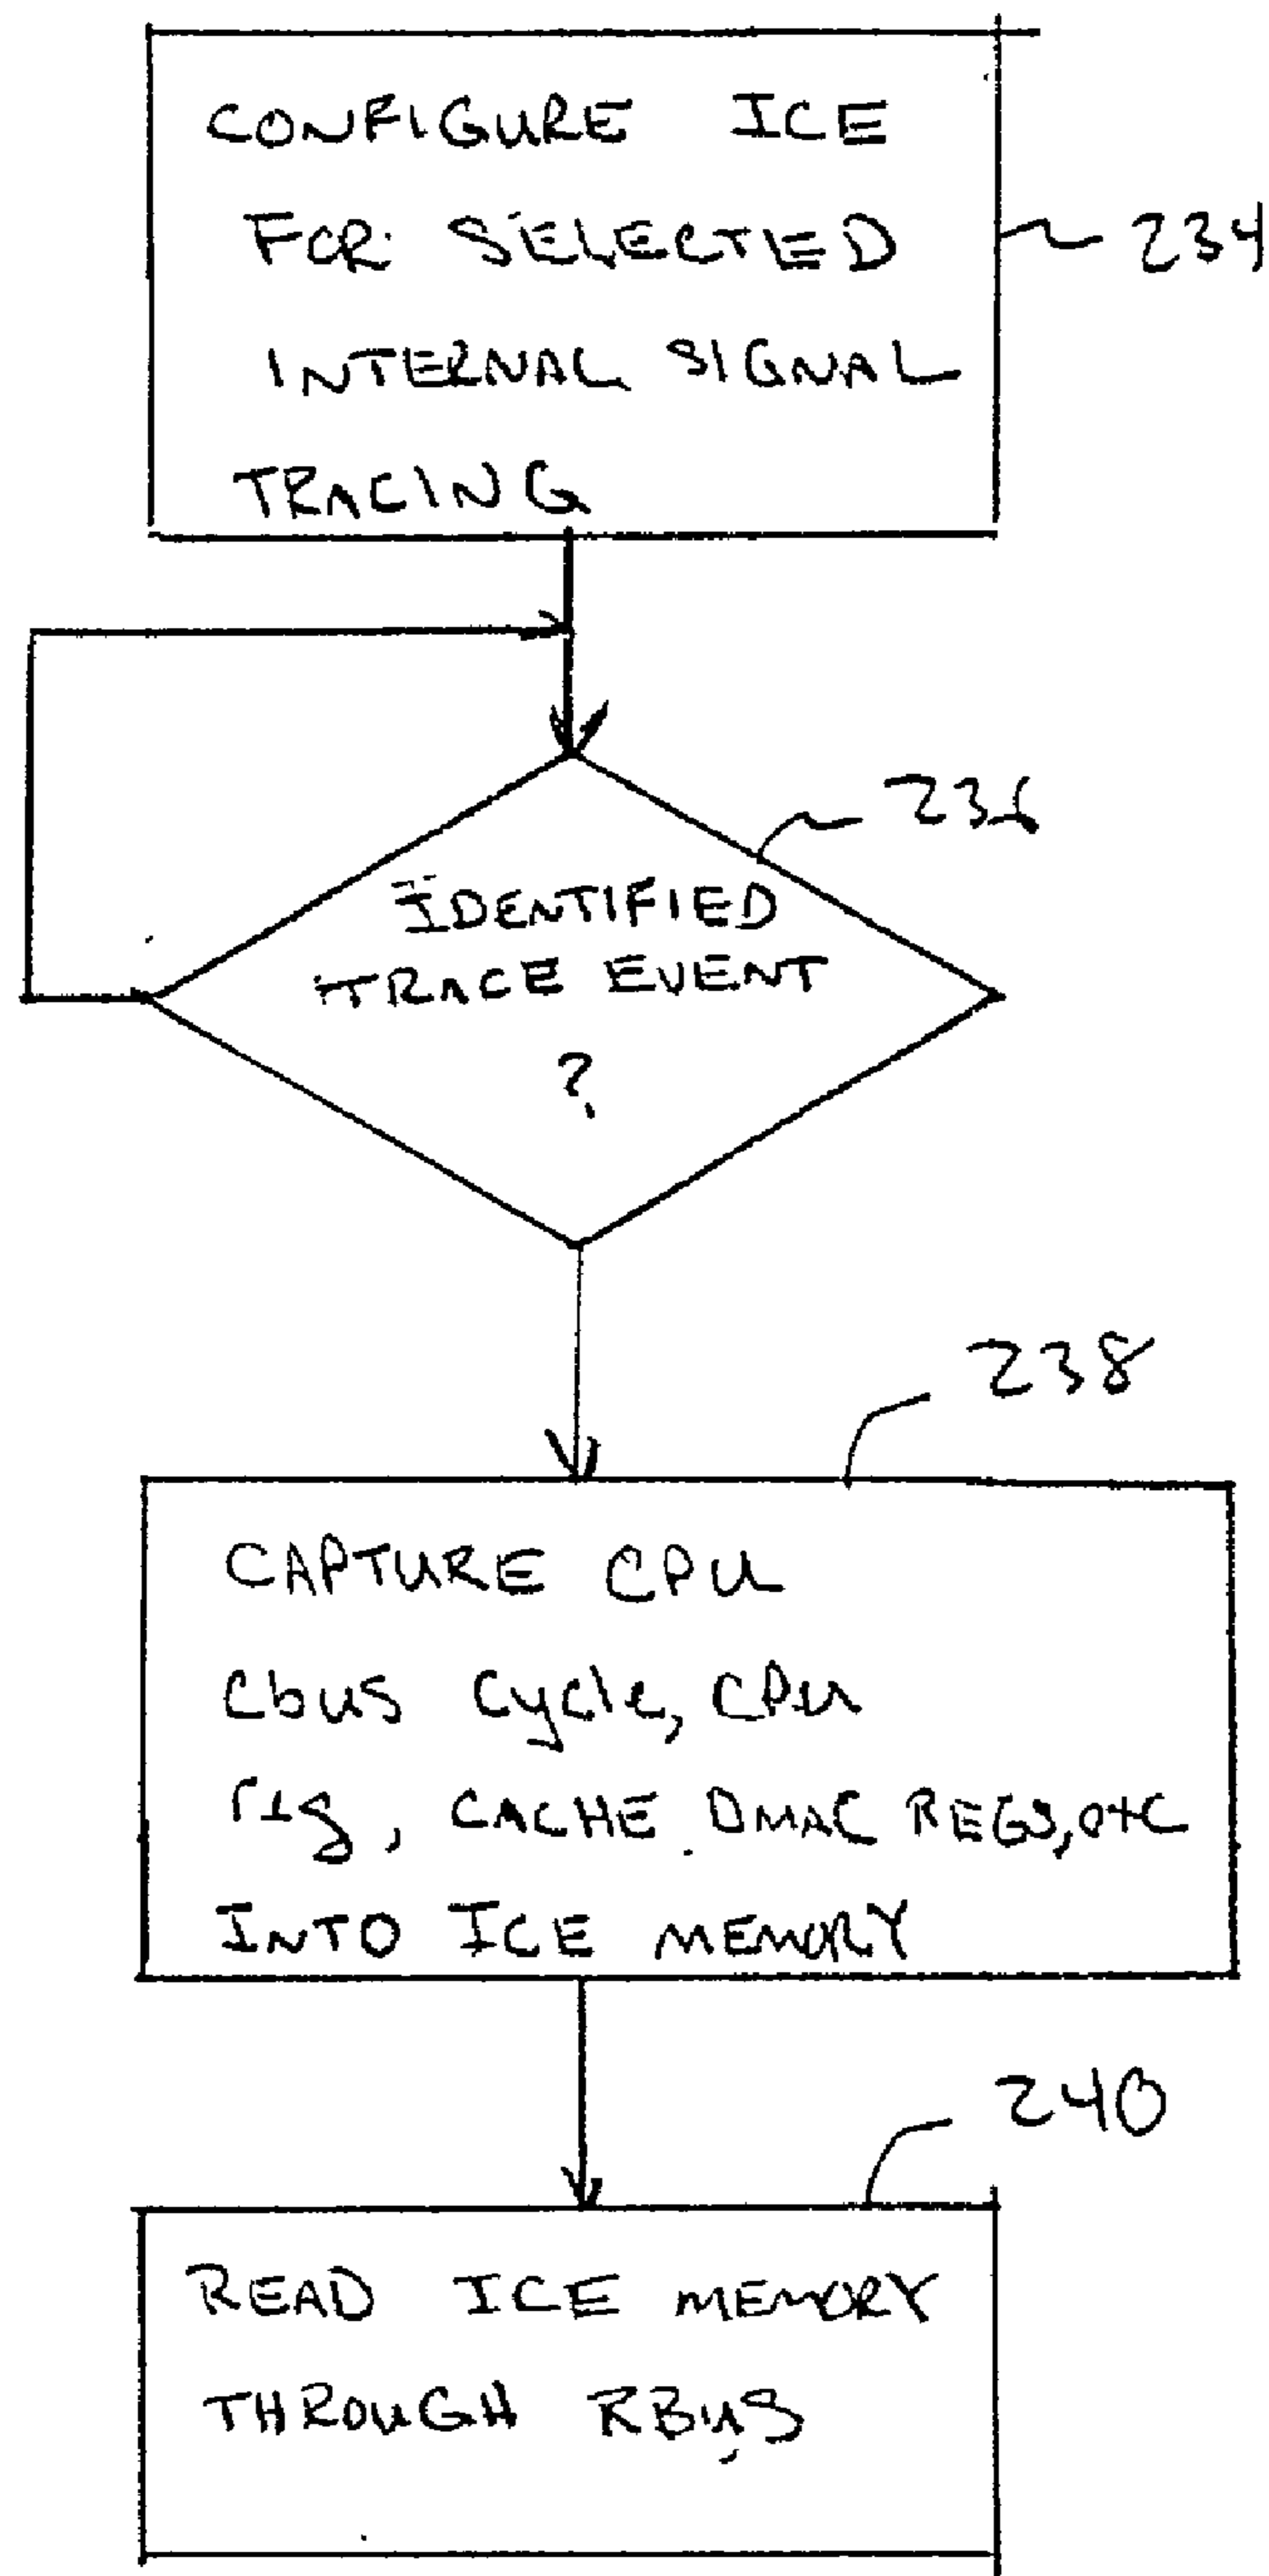 CONFIGURE ICE
FOR SELECTED
INTERNAL SIGNAL
TRACING
234
236
IDENTIFIED
TRACE EVENT
?
238
CAPTURE CPU
Cbus Cycle, CPU
reg, CACHE DMAC REGS, etc
INTO ICE MEMORY
240
READ ICE MEMORY
THROUGH RBUS